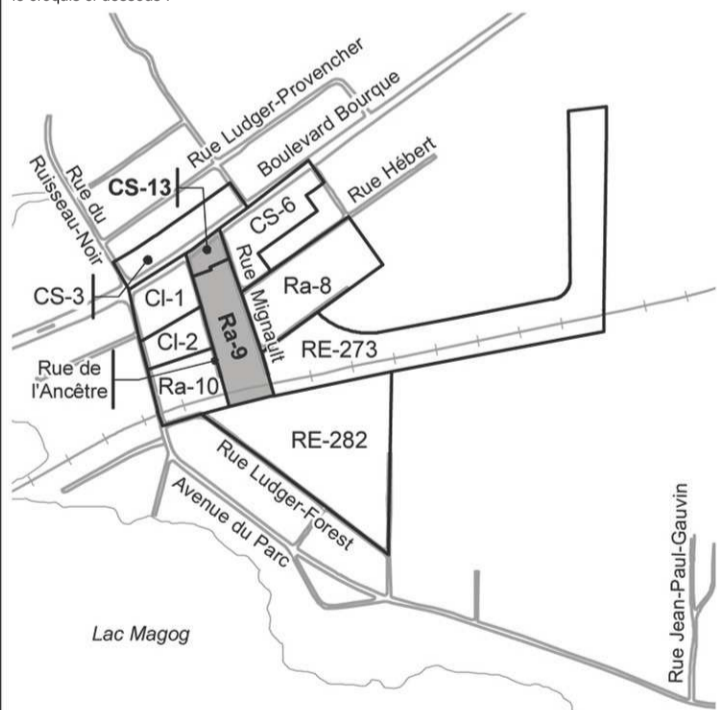 Rue Ludger-Provencher
Boulevard Bourque
Rue du
Ruisseau-Noir
CS-13
Rue Hébert
CS-6
CS-3
Cl-1
Rue
Mignault
Ra-8
Cl-2
Ra-9
RE-273
Rue de
l'Ancêtre
Ra-10
RE-282
Rue Ludger-Forest
Avenue du Parc
Rue Jean-Paul-Gauvin
Lac Magog